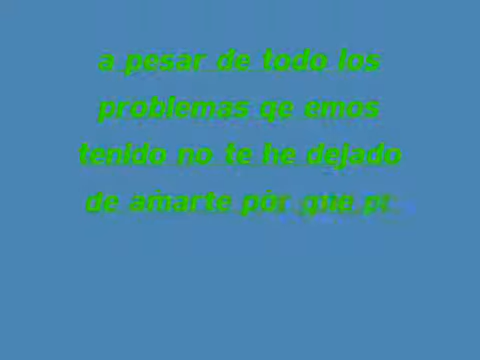 a pesar de todo los
problemas qe emos
tenido no te he dejado
de amarte por que